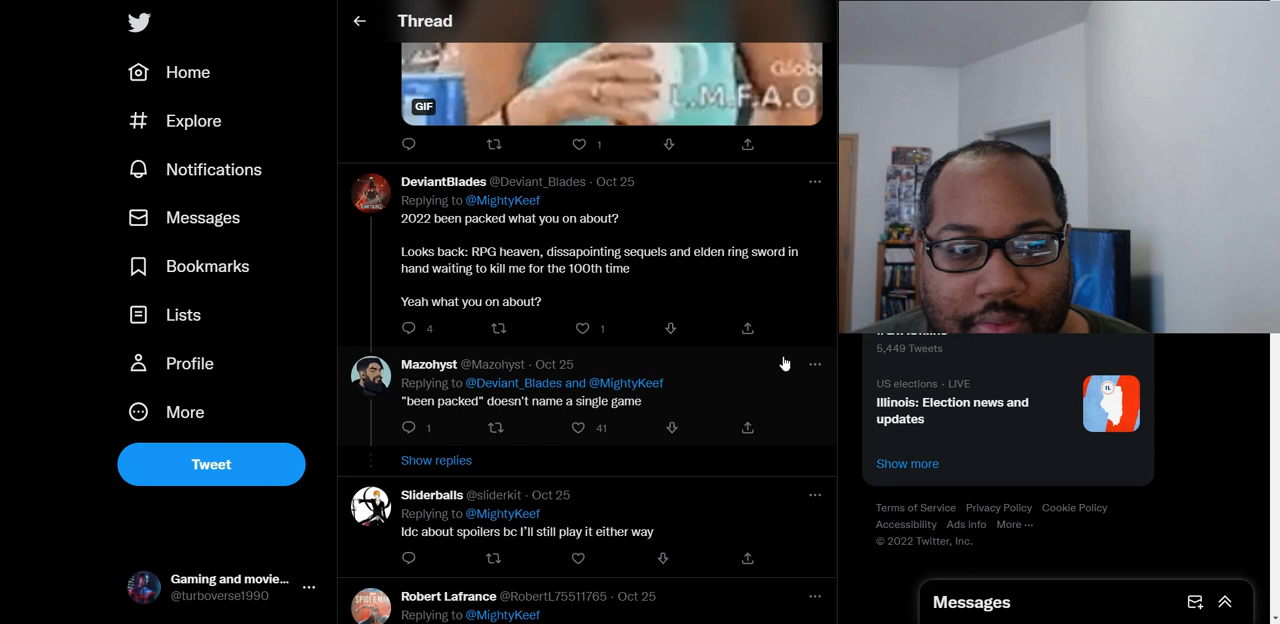 Home
Explore
Notifications
Messages
Bookmarks
Lists
Profile
More
Tweet
Gaming and movie...
@turboverse1990
Thread
L.M.F.A.O
GIF
1
DeviantBlades @Deviant_Blades · Oct 25
Replying to @MightyKeef
2022 been packed what you on about?
Looks back: RPG heaven, dissapointing sequels and elden ring sword in
hand waiting to kill me for the 100th time
Yeah what you on about?
4 1
Mazohyst @Mazohyst · Oct 25
Replying to @Deviant_Blades and @MightyKeef
"been packed" doesn't name a single game
1 41
Show replies
Sliderballs @sliderkit · Oct 25
Replying to @MightyKeef
Idc about spoilers bc I'll still play it either way
Robert Lafrance @RobertL75511765 · Oct 25
Replying to @MightyKeef
5,449 Tweets
US elections · LIVE
Illinois: Election news and
updates
Show more
Terms of Service Privacy Policy Cookie Policy
Accessibility Ads info More ···
© 2022 Twitter, Inc.
Messages